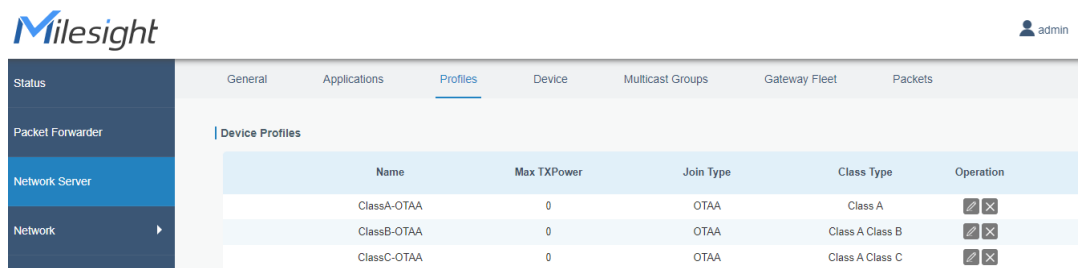 Milesight
admin
Status
General Applications Profiles Device Multicast Groups Gateway Fleet Packets
Packet Forwarder
Device Profiles
Network Server
Name Max TXPower Join Type Class Type Operation
ClassA-OTAA 0 OTAA Class A
Network
ClassB-OTAA 0 OTAA Class A Class B
ClassC-OTAA 0 OTAA Class A Class C